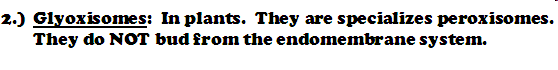 2.) Glyoxisomes:  In plants.  They are specializes peroxisomes.
They do NOT bud from the endomembrane system.